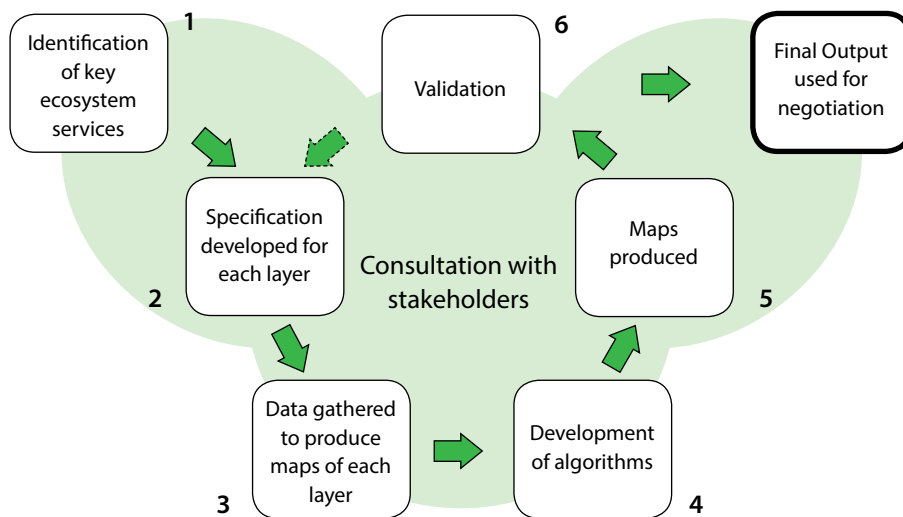 1
Identification
of key
ecosystem
services
2
Specification
developed for
each layer
3
Data gathered
to produce
maps of each
layer
4
Development
of algorithms
5
Maps
produced
6
Validation
Final Output
used for
negotiation
Consultation with
stakeholders